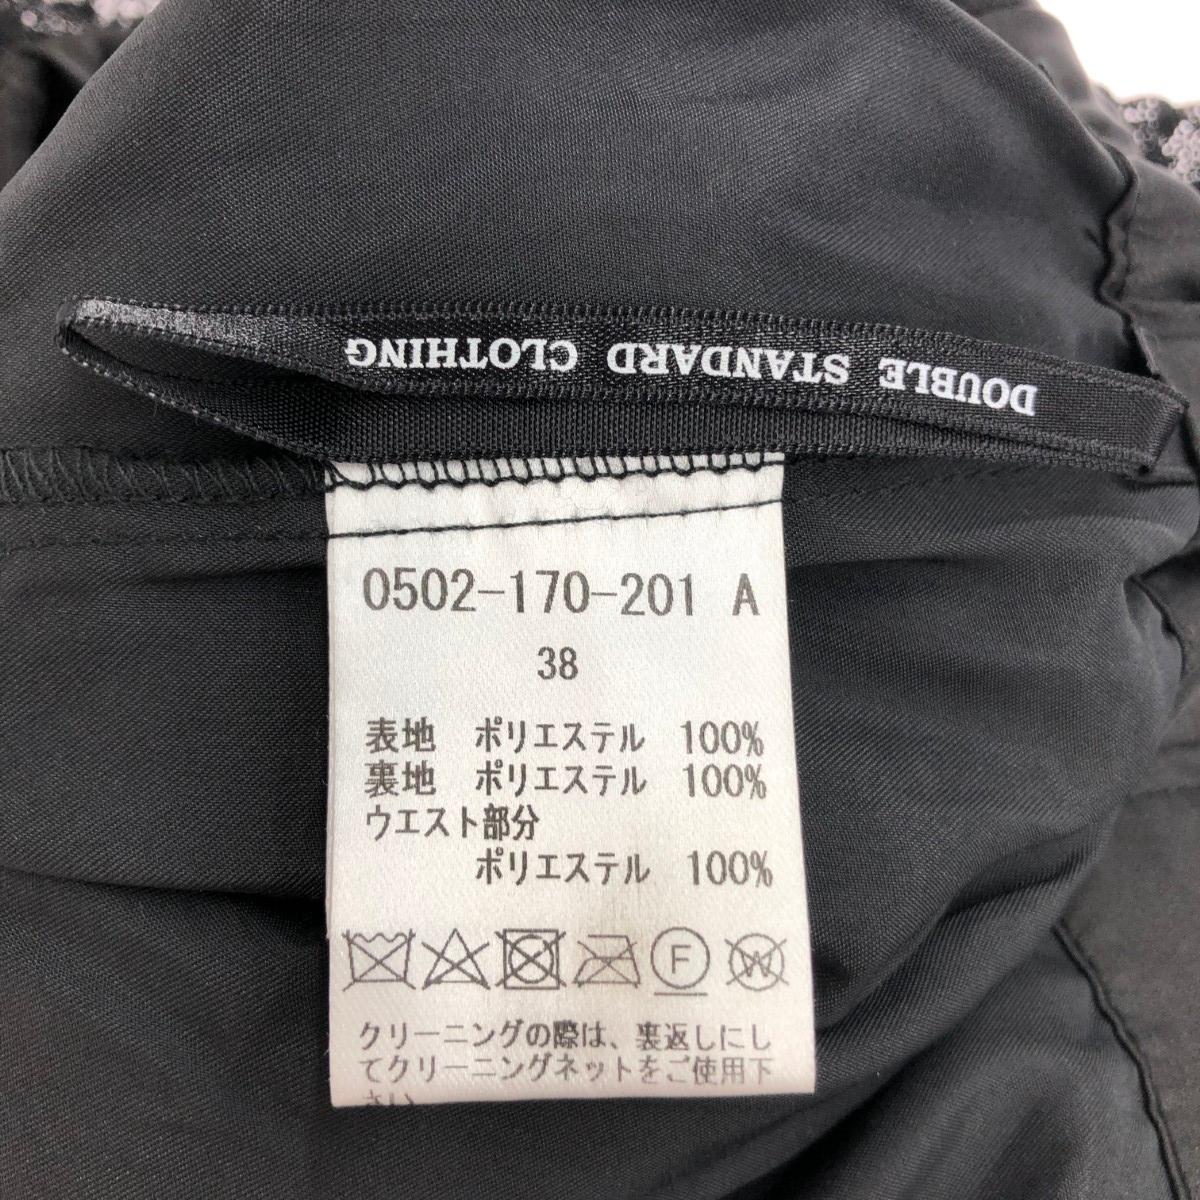 DOUBLE STANDARD CLOTHING
0502-170-201 A
38
表地 ポリエステル 100%
裏地 ポリエステル 100%
ウエスト部分
ポリエステル 100%
F W
クリーニングの際は、裏返しにし
てクリーニングネットをご使用下
さい